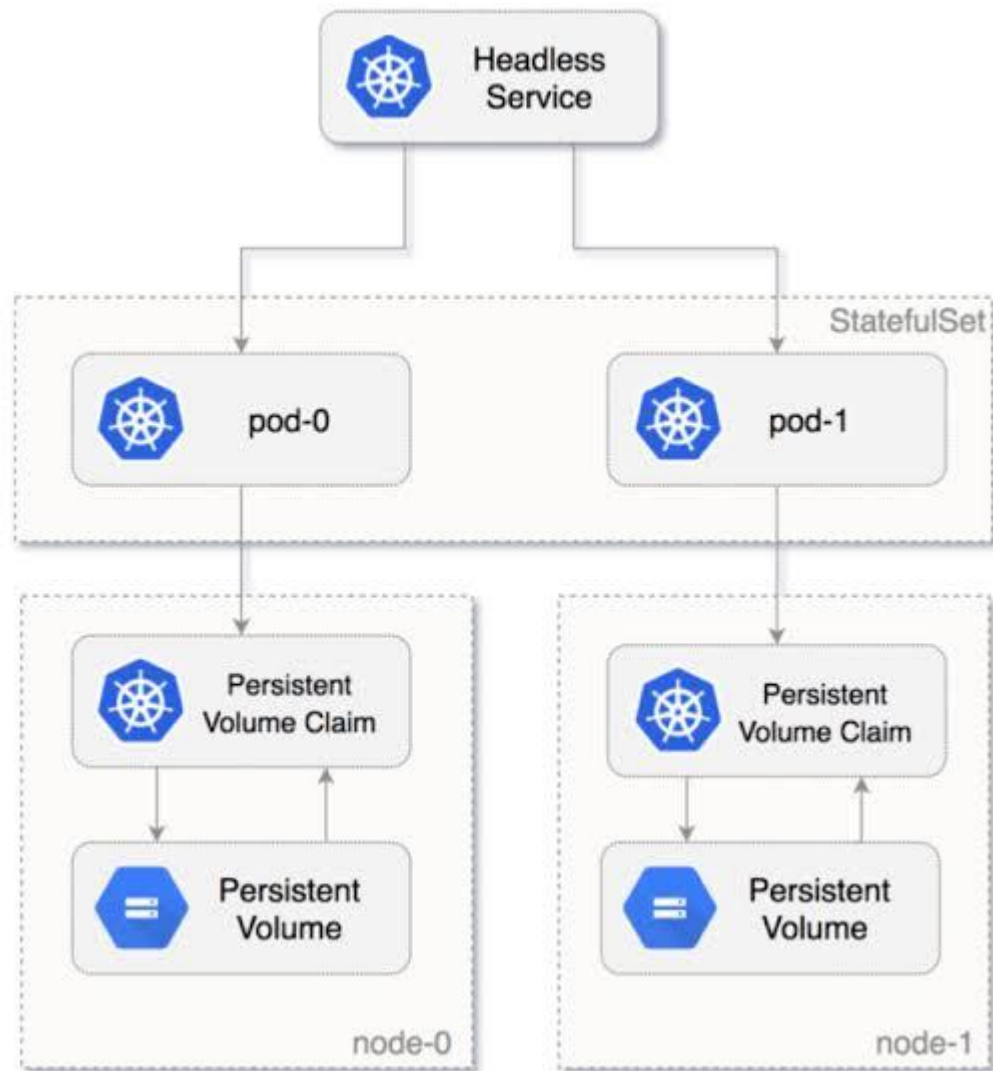 Headless
Service
StatefulSet
pod-0
pod-1
Persistent
Volume Claim
Persistent
Volume Claim
Persistent
Volume
Persistent
Volume
node-0
node-1